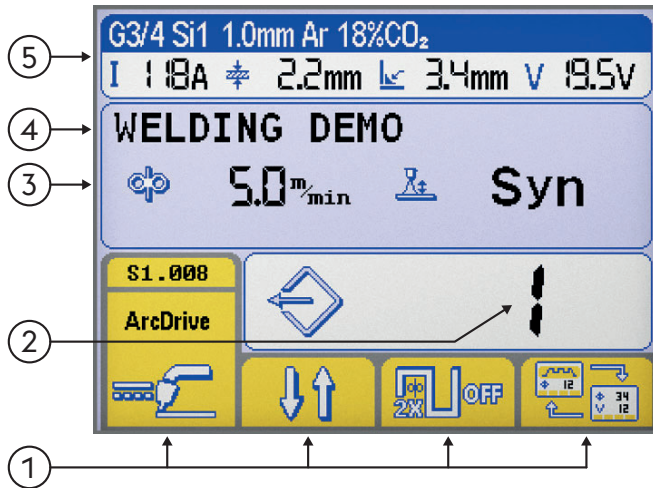 G3/4 Si1 1.0mm Ar 18%CO₂
5
I 118A 2.2mm 3.4mm V 19.5V
4
WELDING DEMO
3
5.0 m/min Syn
S1.008
ArcDrive
1
2
2X OFF
12 34
V 12
1